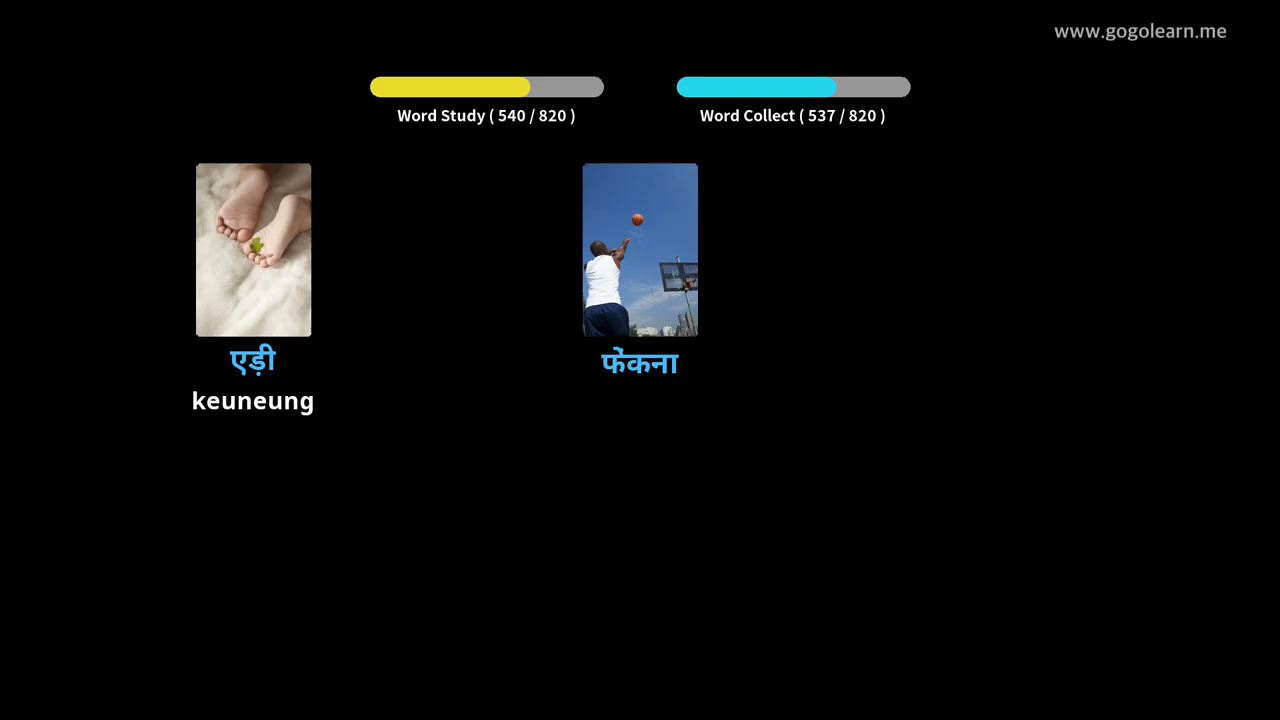 www.gogolearn.me
Word Study ( 540 / 820 )
Word Collect ( 537 / 820 )
एड़ी
फेंकना
keuneung